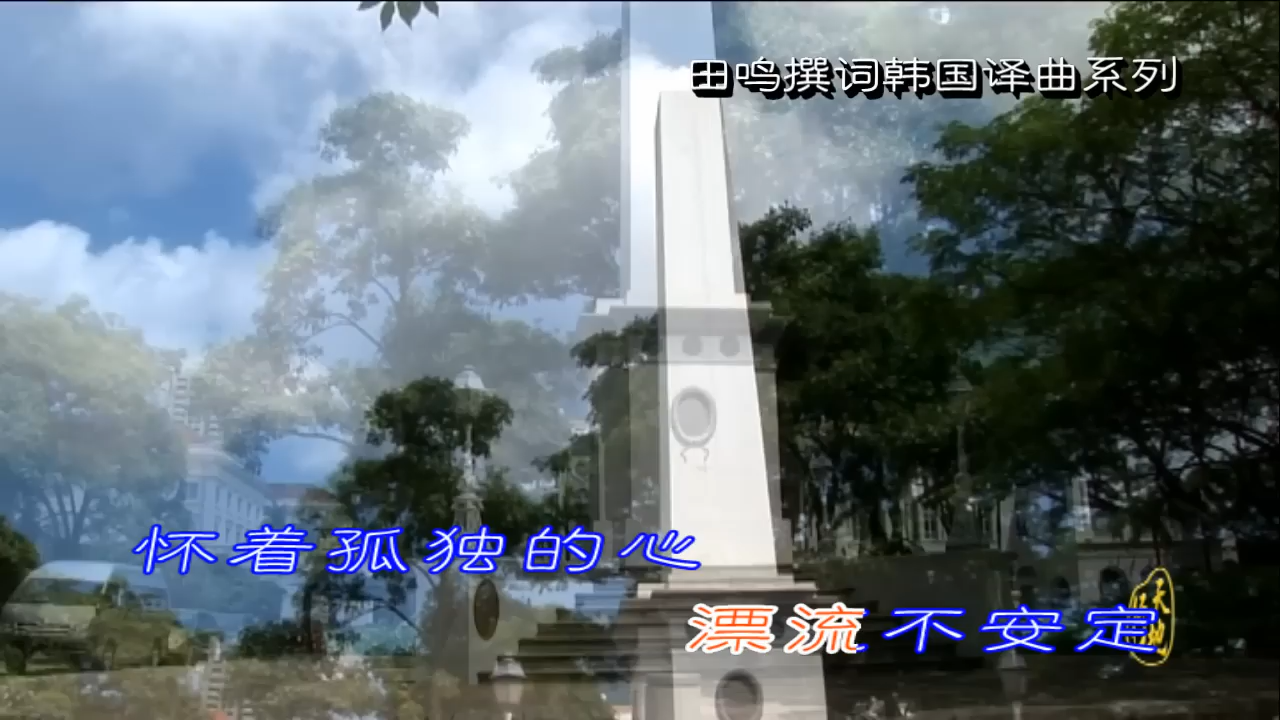 田鸣撰词韩国译曲系列
怀着孤独的心
漂流不安定